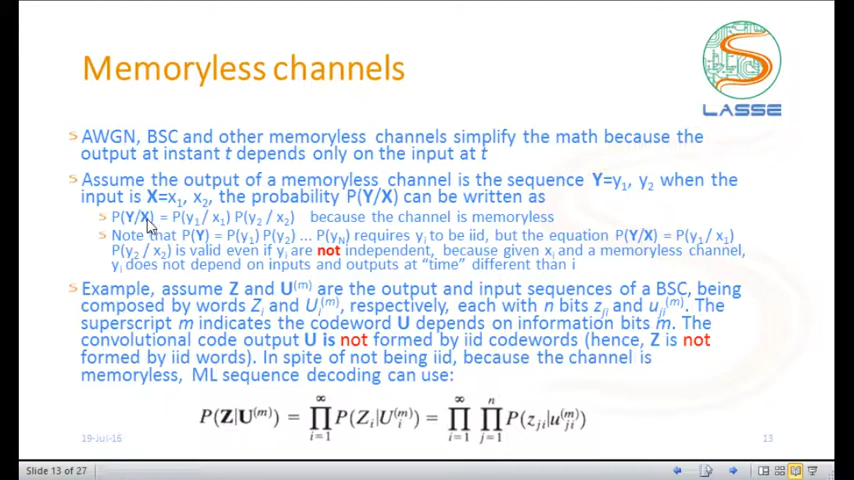 Memoryless channels
LASSE
AWGN, BSC and other memoryless channels simplify the math because the
output at instant t depends only on the input at t
Assume the output of a memoryless channel is the sequence Y=y₁, y₂ when the
input is X=x₁, x₂, the probability P(Y/X) can be written as
P(Y/X) = P(y₁/ x₁) P(y₂ / x₂) because the channel is memoryless
Note that P(Y) = P(y₁) P(y₂) ... P(y_N) requires yᵢ to be iid, but the equation P(Y/X) = P(y₁/ x₁)
P(y₂ / x₂) is valid even if yᵢ are not independent, because given xᵢ and a memoryless channel,
yᵢ does not depend on inputs and outputs at "time" different than i
Example, assume Z and U⁽ᵐ⁾ are the output and input sequences of a BSC, being
composed by words Zᵢ and Uᵢ⁽ᵐ⁾, respectively, each with n bits zⱼᵢ and uⱼᵢ⁽ᵐ⁾. The
superscript m indicates the codeword U depends on information bits m. The
convolutional code output U is not formed by iid codewords (hence, Z is not
formed by iid words). In spite of not being iid, because the channel is
memoryless, ML sequence decoding can use:
P(Z|U⁽ᵐ⁾) = ∏_{i=1}^{∞} P(Zᵢ|Uᵢ⁽ᵐ⁾) = ∏_{i=1}^{∞} ∏_{j=1}^{n} P(zⱼᵢ|uⱼᵢ⁽ᵐ⁾)
19-Jul-16
13
Slide 13 of 27